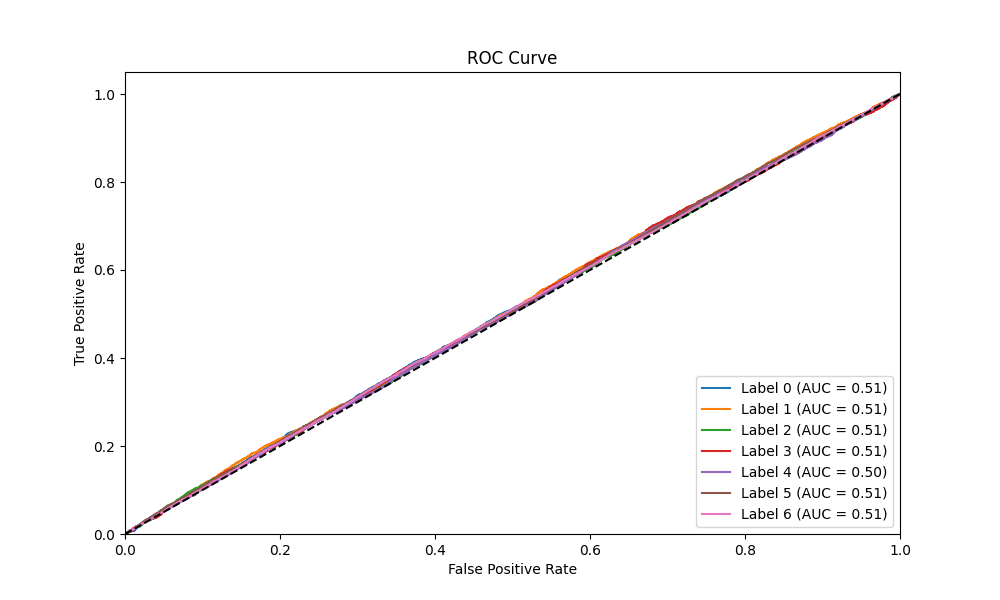 ROC Curve
1.0
0.8
0.6
0.4
0.2
0.0
True Positive Rate
Label 0 (AUC = 0.51)
Label 1 (AUC = 0.51)
Label 2 (AUC = 0.51)
Label 3 (AUC = 0.51)
Label 4 (AUC = 0.50)
Label 5 (AUC = 0.51)
Label 6 (AUC = 0.51)
0.0 0.2 0.4 0.6 0.8 1.0
False Positive Rate